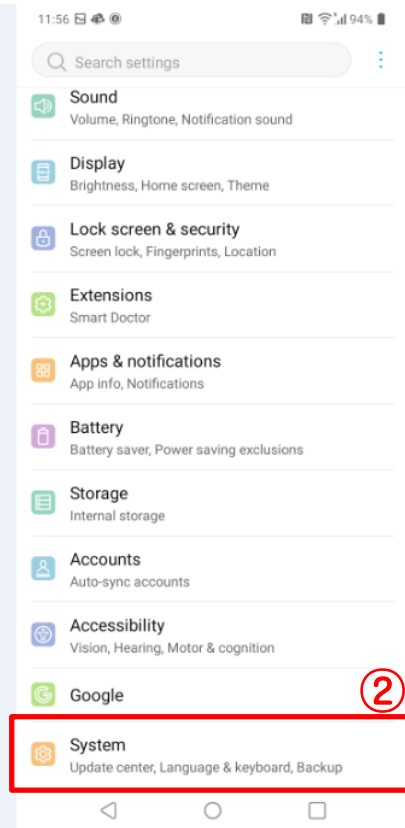 11:56 94%
Search settings
Sound
Volume, Ringtone, Notification sound
Display
Brightness, Home screen, Theme
Lock screen & security
Screen lock, Fingerprints, Location
Extensions
Smart Doctor
Apps & notifications
App info, Notifications
Battery
Battery saver, Power saving exclusions
Storage
Internal storage
Accounts
Auto-sync accounts
Accessibility
Vision, Hearing, Motor & cognition
Google
②
System
Update center, Language & keyboard, Backup